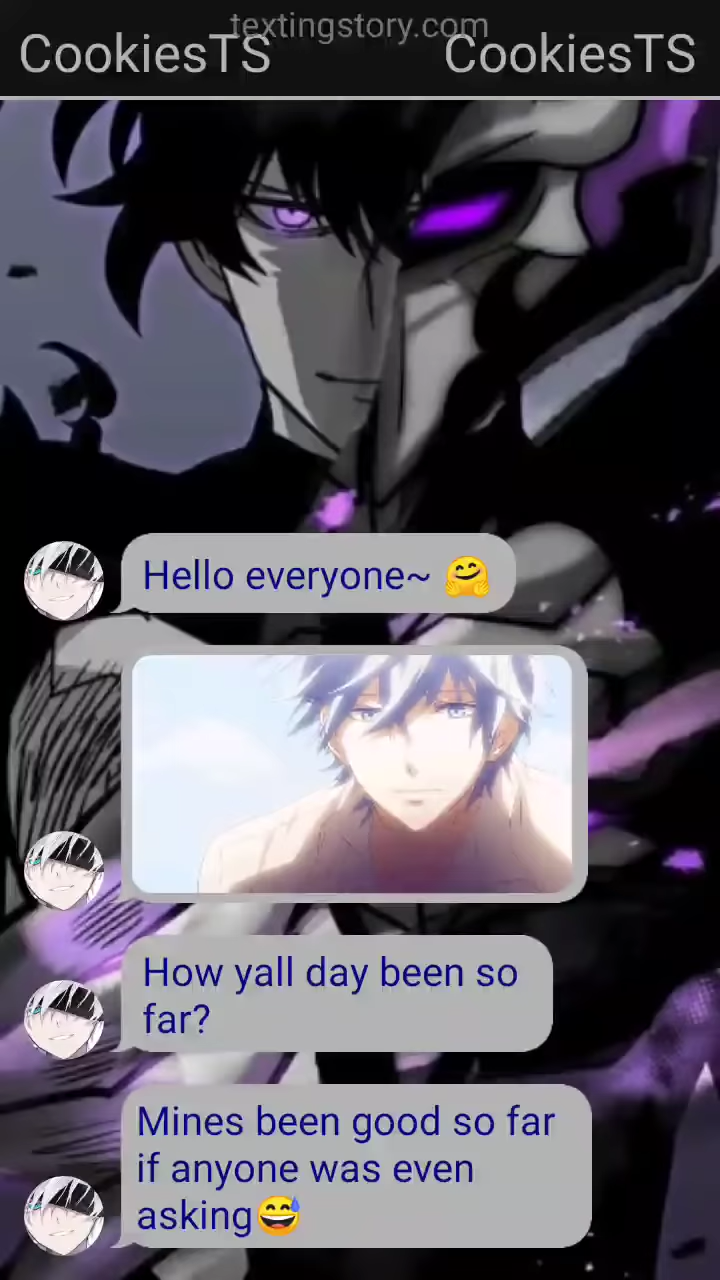 textingstory.com
CookiesTS CookiesTS
Hello everyone~ 🤗
How yall day been so
far?
Mines been good so far
if anyone was even
asking😅